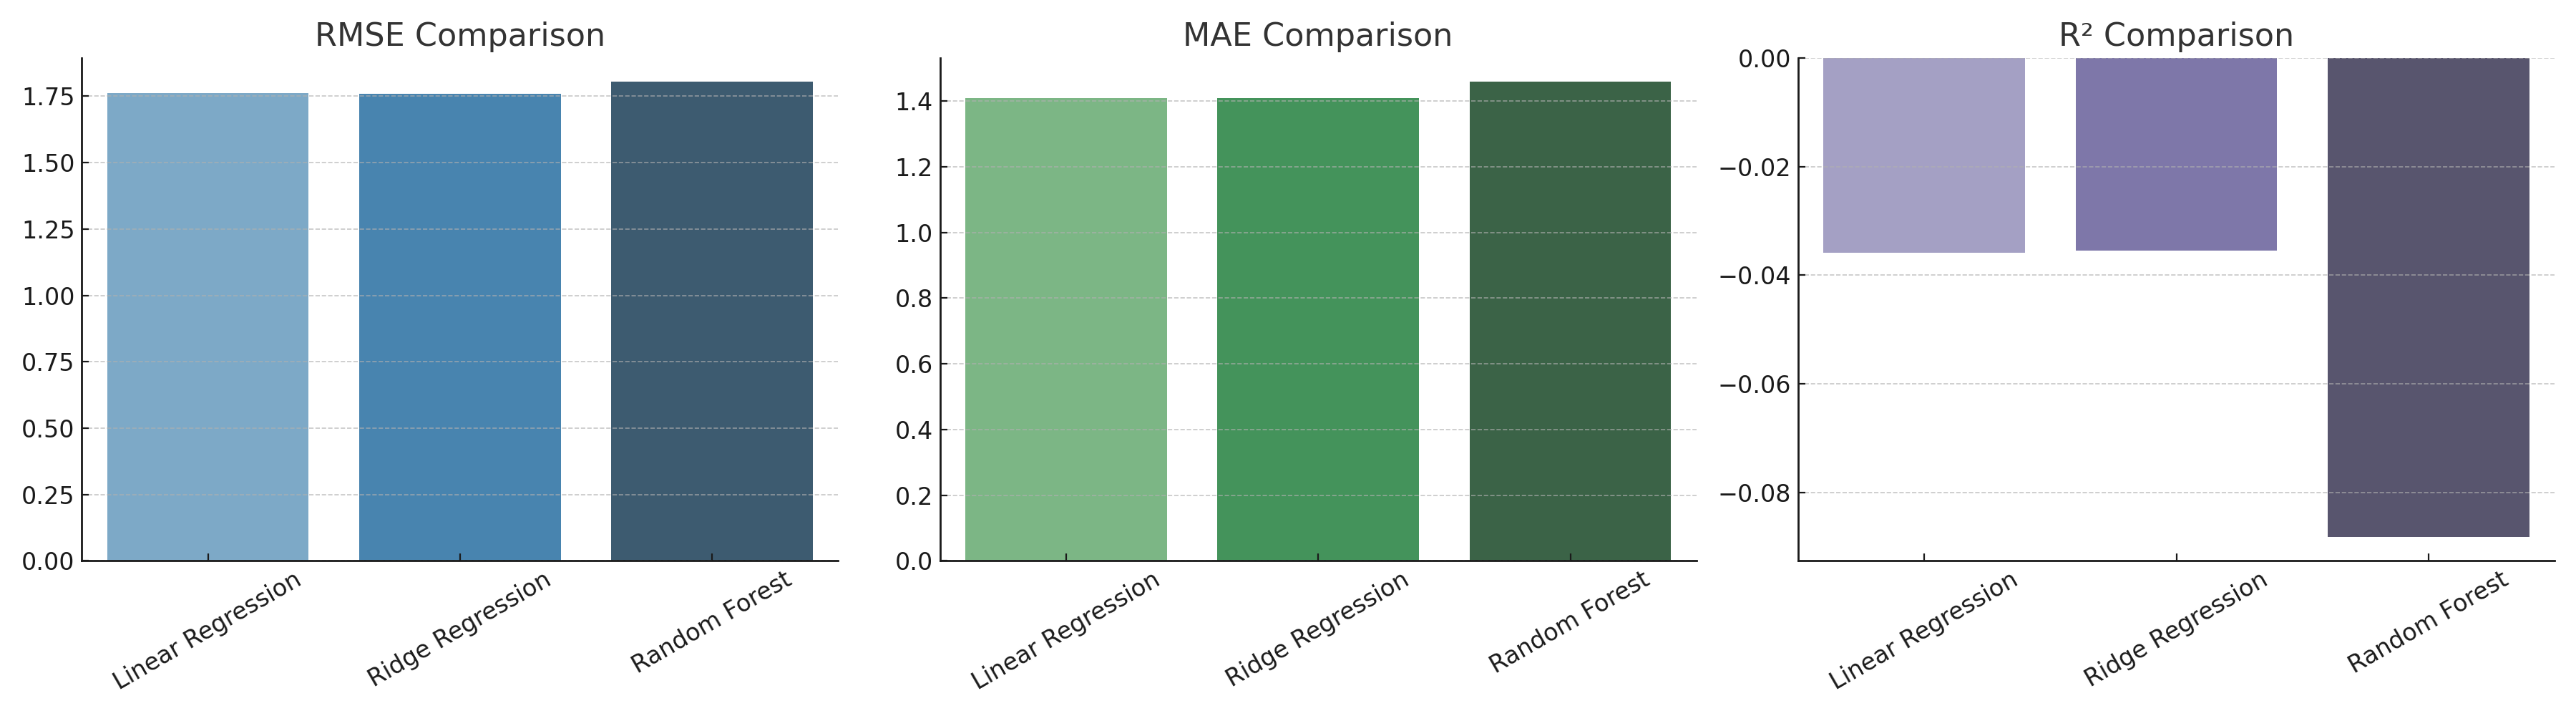 RMSE Comparison
1.75
1.50
1.25
1.00
0.75
0.50
0.25
0.00
Linear Regression
Ridge Regression
Random Forest
MAE Comparison
1.4
1.2
1.0
0.8
0.6
0.4
0.2
0.0
Linear Regression
Ridge Regression
Random Forest
R² Comparison
0.00
−0.02
−0.04
−0.06
−0.08
Linear Regression
Ridge Regression
Random Forest